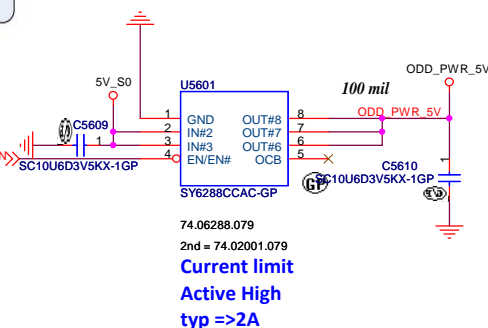 5V_S0
ODD_PWR_5V
U5601
100 mil
ODD_PWR_5V
C5609
1
2
3
4
GND
IN#2
IN#3
EN/EN#
OUT#8
OUT#7
OUT#6
OCB
8
7
6
5
1
SC10U6D3V5KX-1GP
SY6288CCAC-GP
GP
C5610
SC10U6D3V5KX-1GP
1
74.06288.079
2nd = 74.02001.079
Current limit
Active High
typ =>2A